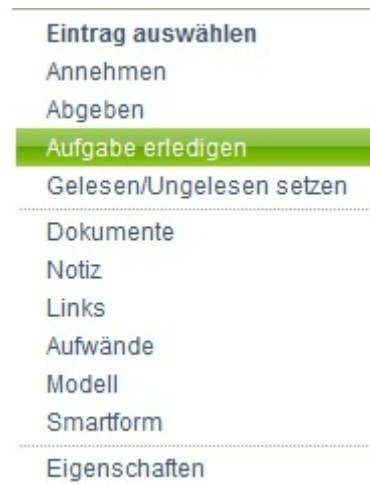 Eintrag auswählen
Annehmen
Abgeben
Aufgabe erledigen
Gelesen/Ungelesen setzen
Dokumente
Notiz
Links
Aufwände
Modell
Smartform
Eigenschaften